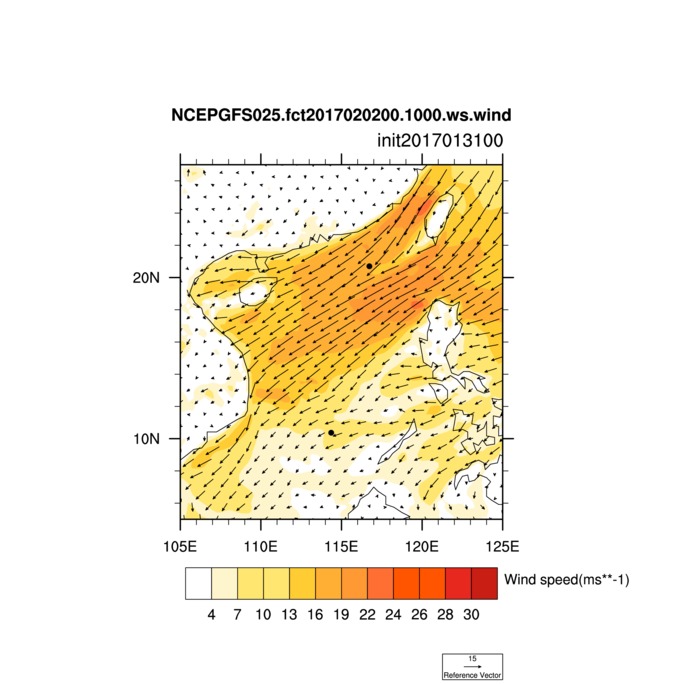 NCEPGFS025.fct2017020200.1000.ws.wind
init2017013100
20N
10N
105E 110E 115E 120E 125E
Wind speed(ms**-1)
4 7 10 13 16 19 22 24 26 28 30
15
Reference Vector